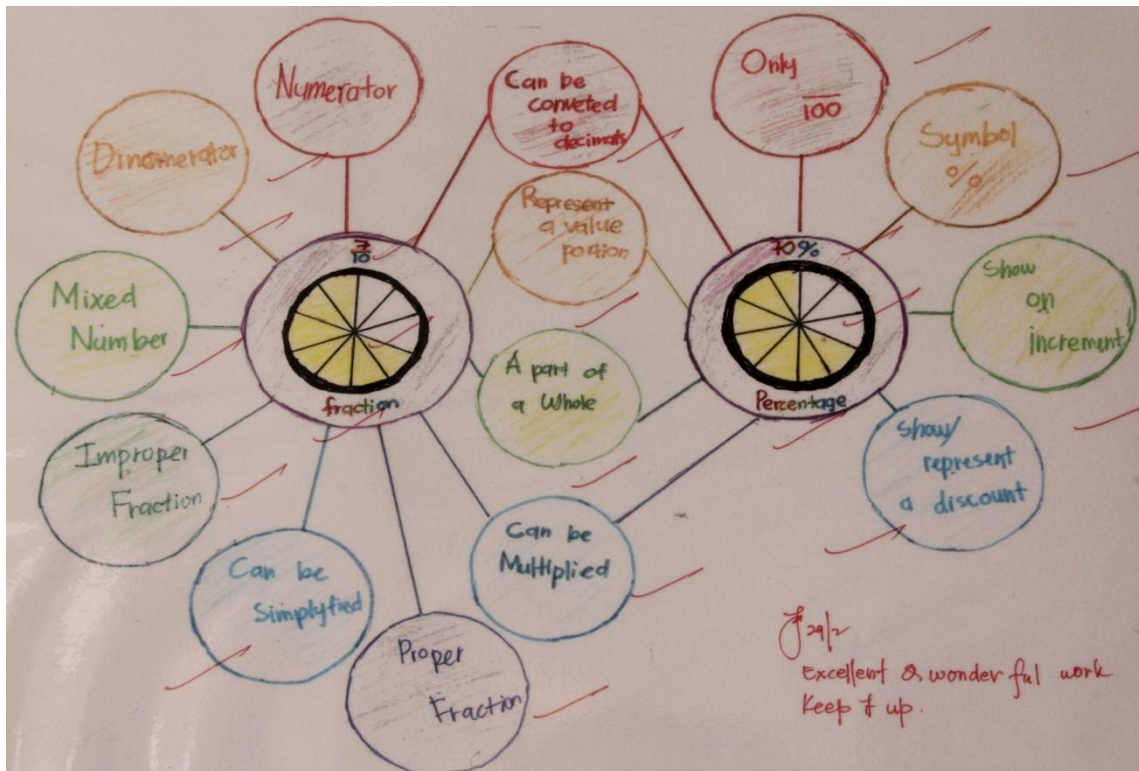 Numerator
Can be
conveted
to
decimals
Only
100
Dinomerator
Symbol
%
Represent
a value
portion
7
10
70%
Mixed
Number
Show
on
increment
A part of
a Whole
fraction
Percentage
Improper
Fraction
Show/
represent
a discount
Can be
Simplyfied
Can be
Multiplied
Proper
Fraction
29/2
Excellent & wonderful work
Keep it up.